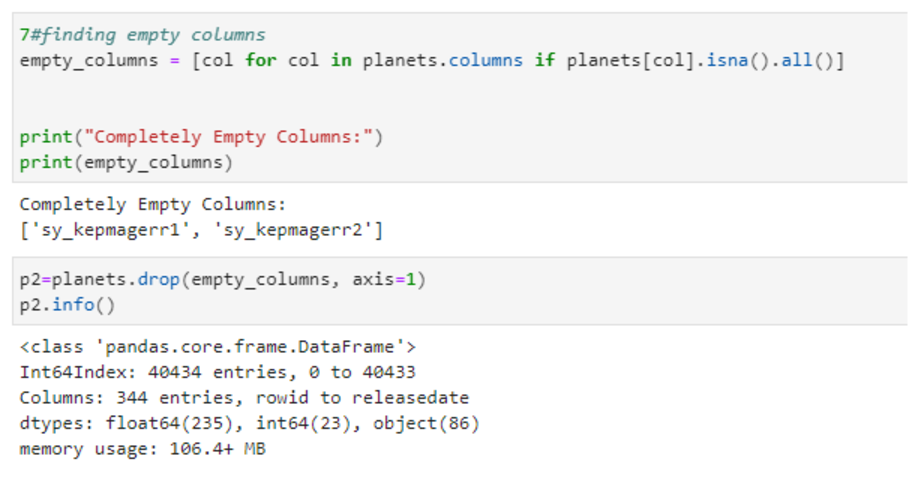 7#finding empty columns
empty_columns = [col for col in planets.columns if planets[col].isna().all()]
print("Completely Empty Columns:")
print(empty_columns)
Completely Empty Columns:
['sy_kepmagerr1', 'sy_kepmagerr2']
p2=planets.drop(empty_columns, axis=1)
p2.info()
<class 'pandas.core.frame.DataFrame'>
Int64Index: 40434 entries, 0 to 40433
Columns: 344 entries, rowid to releasedate
dtypes: float64(235), int64(23), object(86)
memory usage: 106.4+ MB